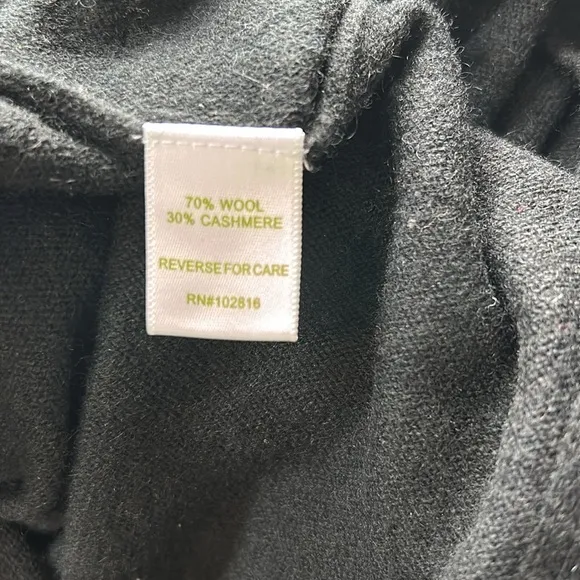 70% WOOL
30% CASHMERE
REVERSE FOR CARE
RN#102816